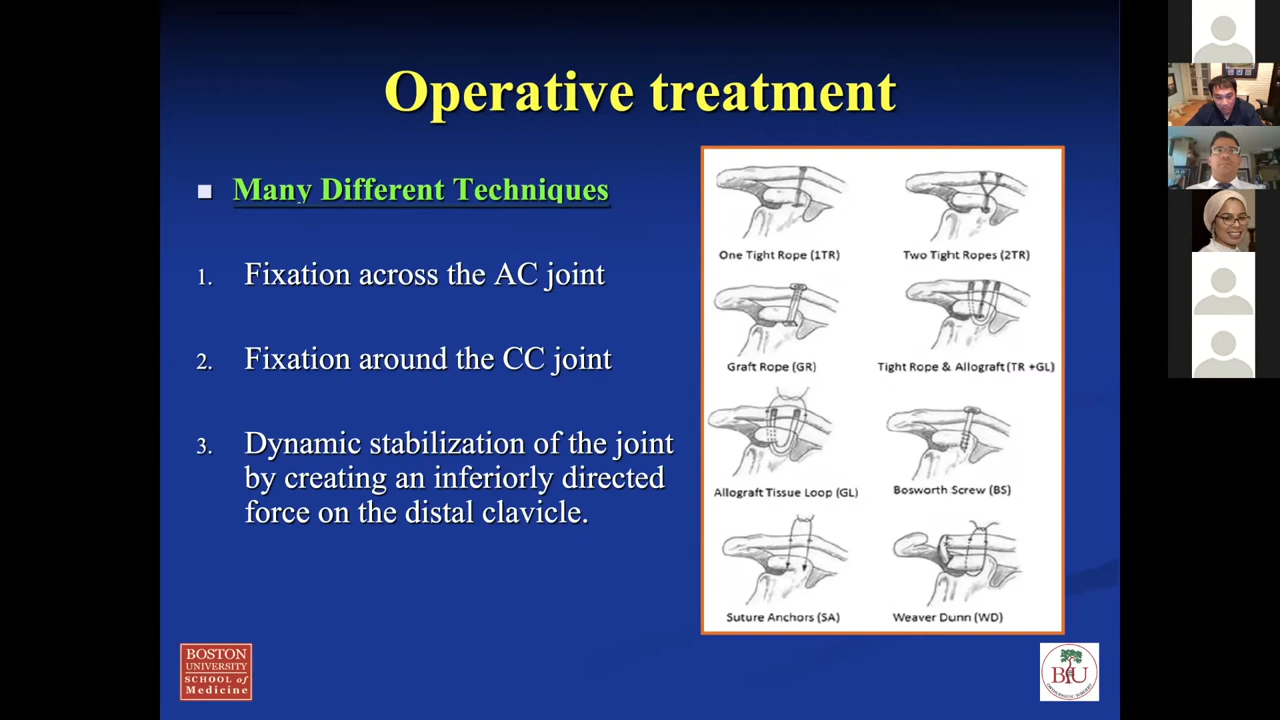 Operative treatment
Many Different Techniques
1. Fixation across the AC joint
2. Fixation around the CC joint
3. Dynamic stabilization of the joint
by creating an inferiorly directed
force on the distal clavicle.
One Tight Rope (1TR)
Two Tight Ropes (2TR)
Graft Rope (GR)
Tight Rope & Allograft (TR +GL)
Allograft Tissue Loop (GL)
Bosworth Screw (BS)
Suture Anchors (SA)
Weaver Dunn (WD)
BOSTON
UNIVERSITY
SCHOOL of
Medicine